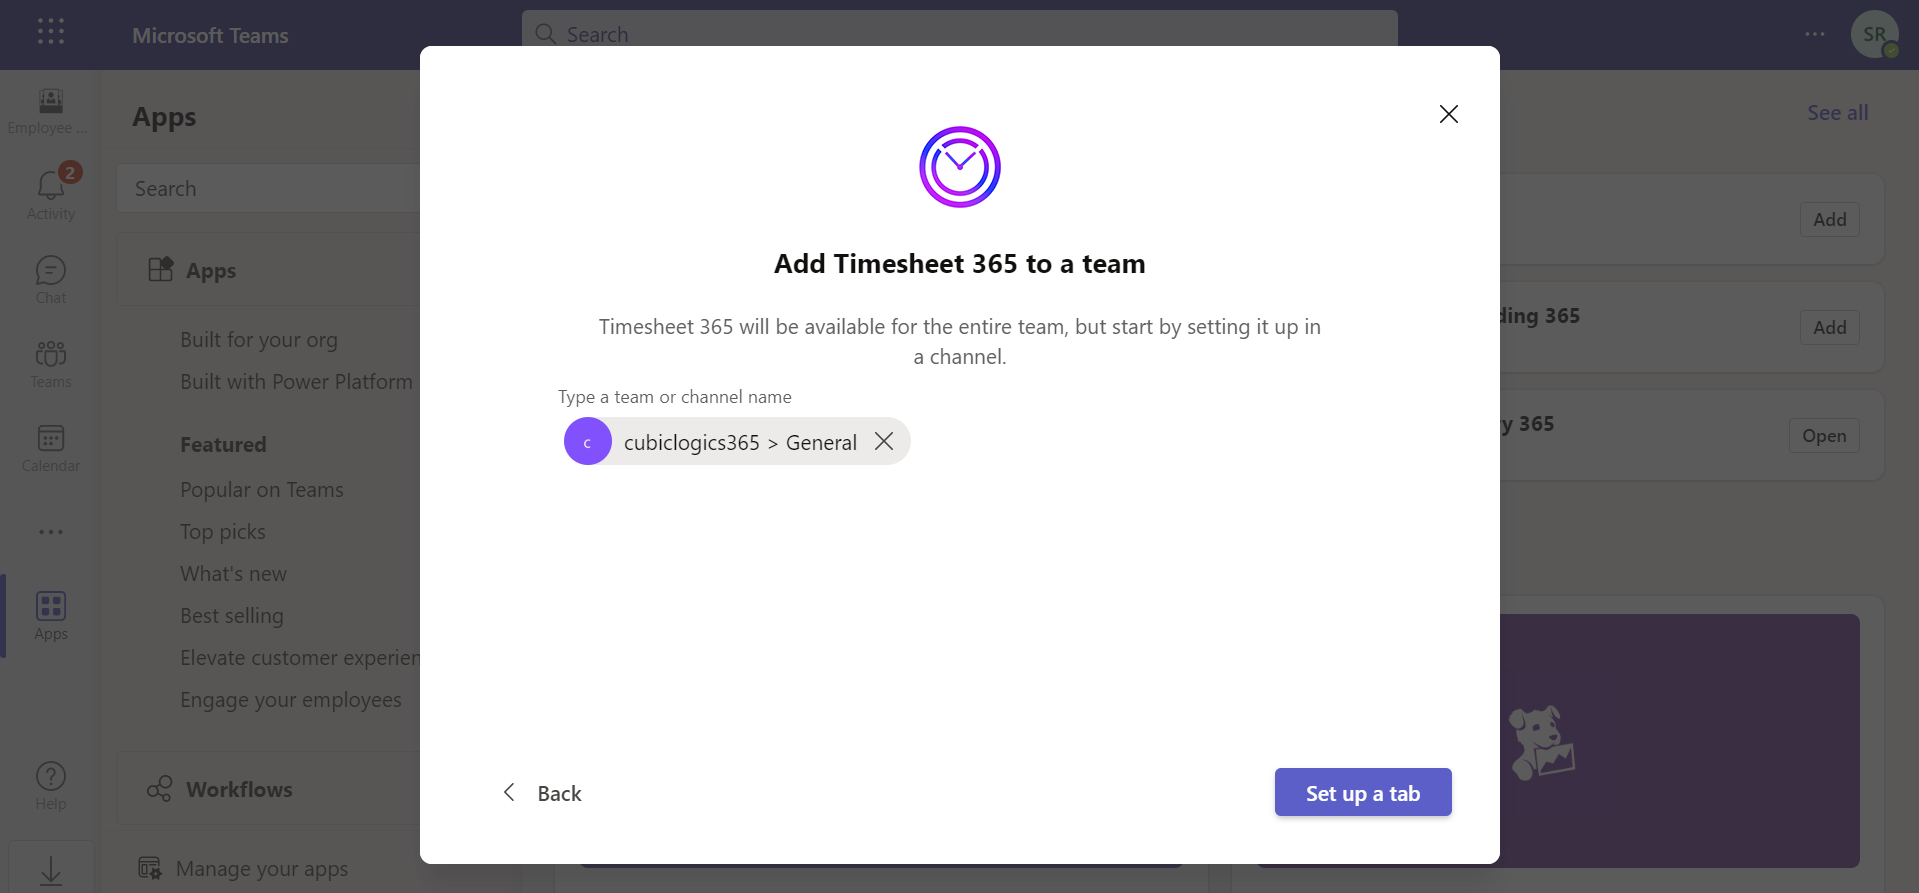 Microsoft Teams
Search
SR
Employee ...
Apps
See all
2
Activity
Search
Add
Apps
Chat
Built for your org
Teams
Built with Power Platform
Featured
Calendar
Popular on Teams
Top picks
What's new
Best selling
Apps
Elevate customer experien
Engage your employees
Help
Workflows
Manage your apps
Add Timesheet 365 to a team
Timesheet 365 will be available for the entire team, but start by setting it up in
a channel.
Type a team or channel name
c
cubiclogics365 > General
Back
Set up a tab
ding 365
Add
y 365
Open